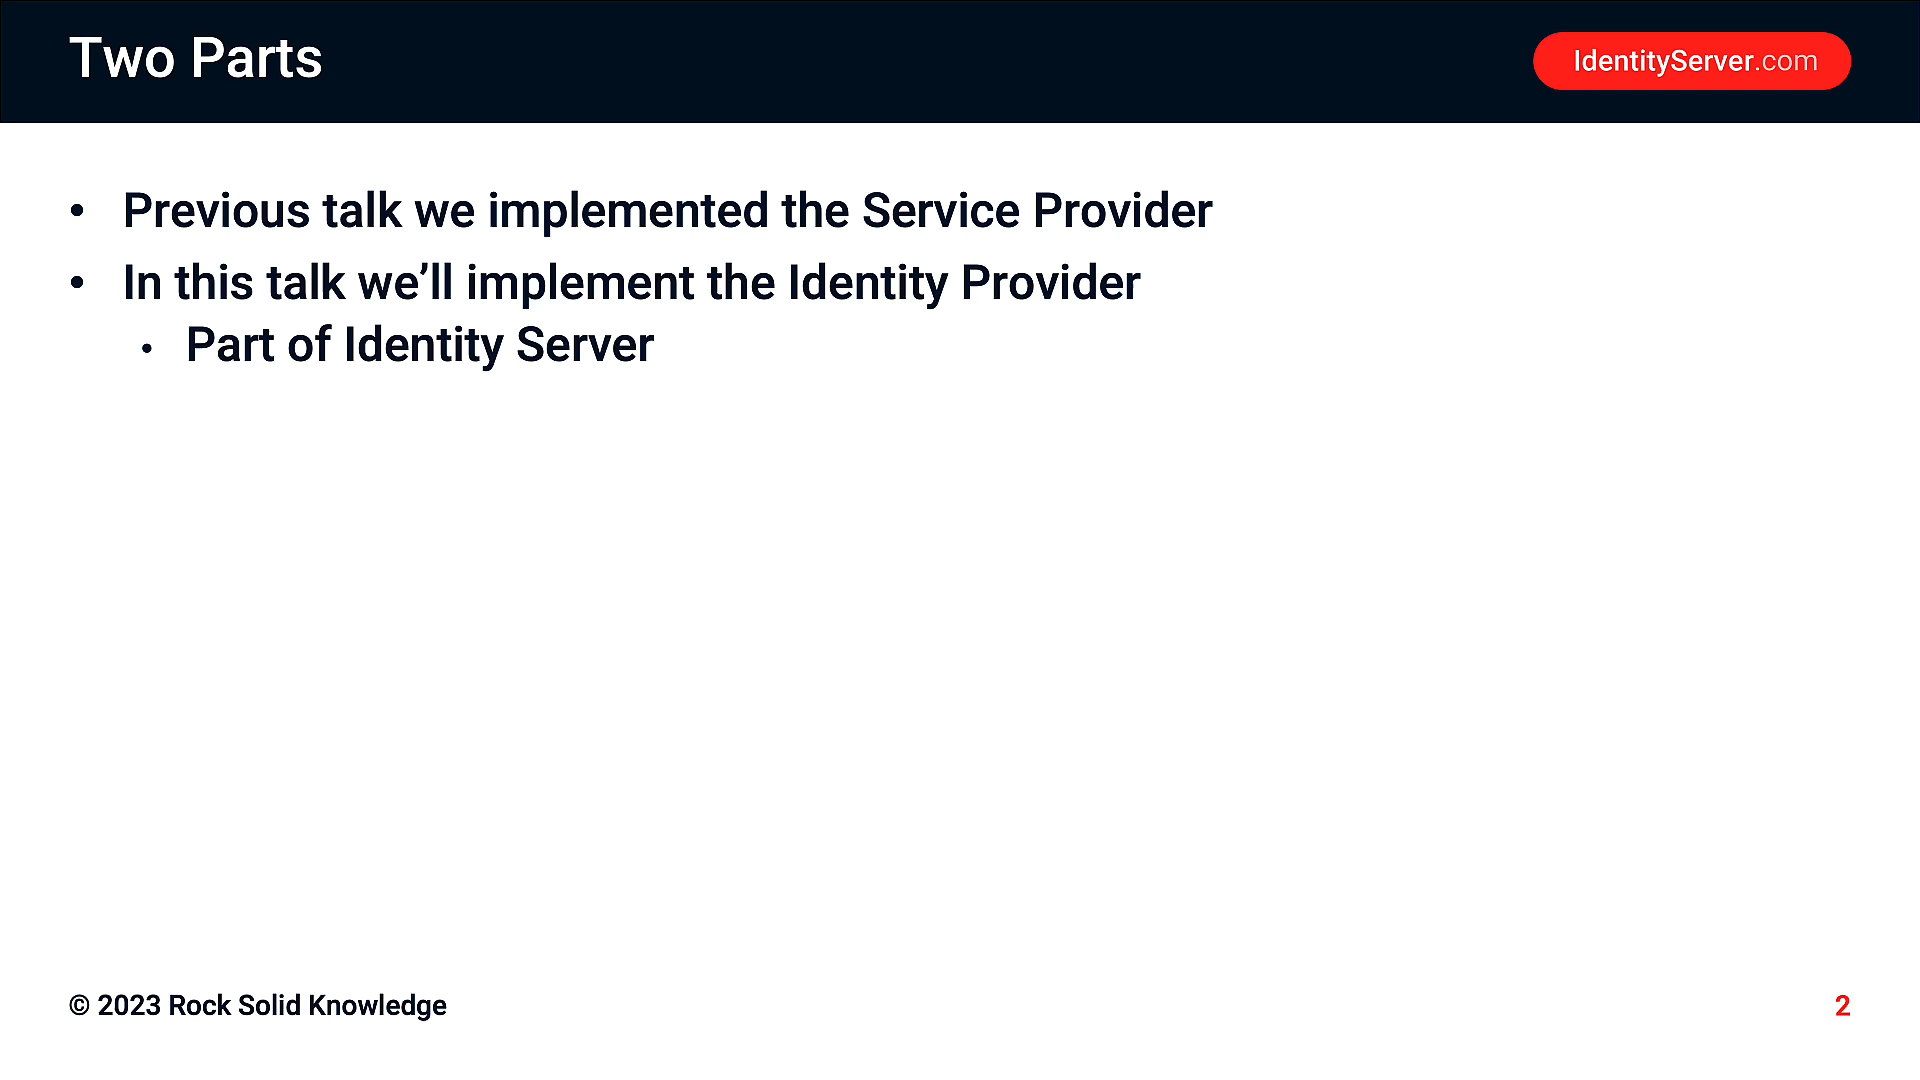 Two Parts
IdentityServer.com
• Previous talk we implemented the Service Provider
• In this talk we’ll implement the Identity Provider
• Part of Identity Server
© 2023 Rock Solid Knowledge
2